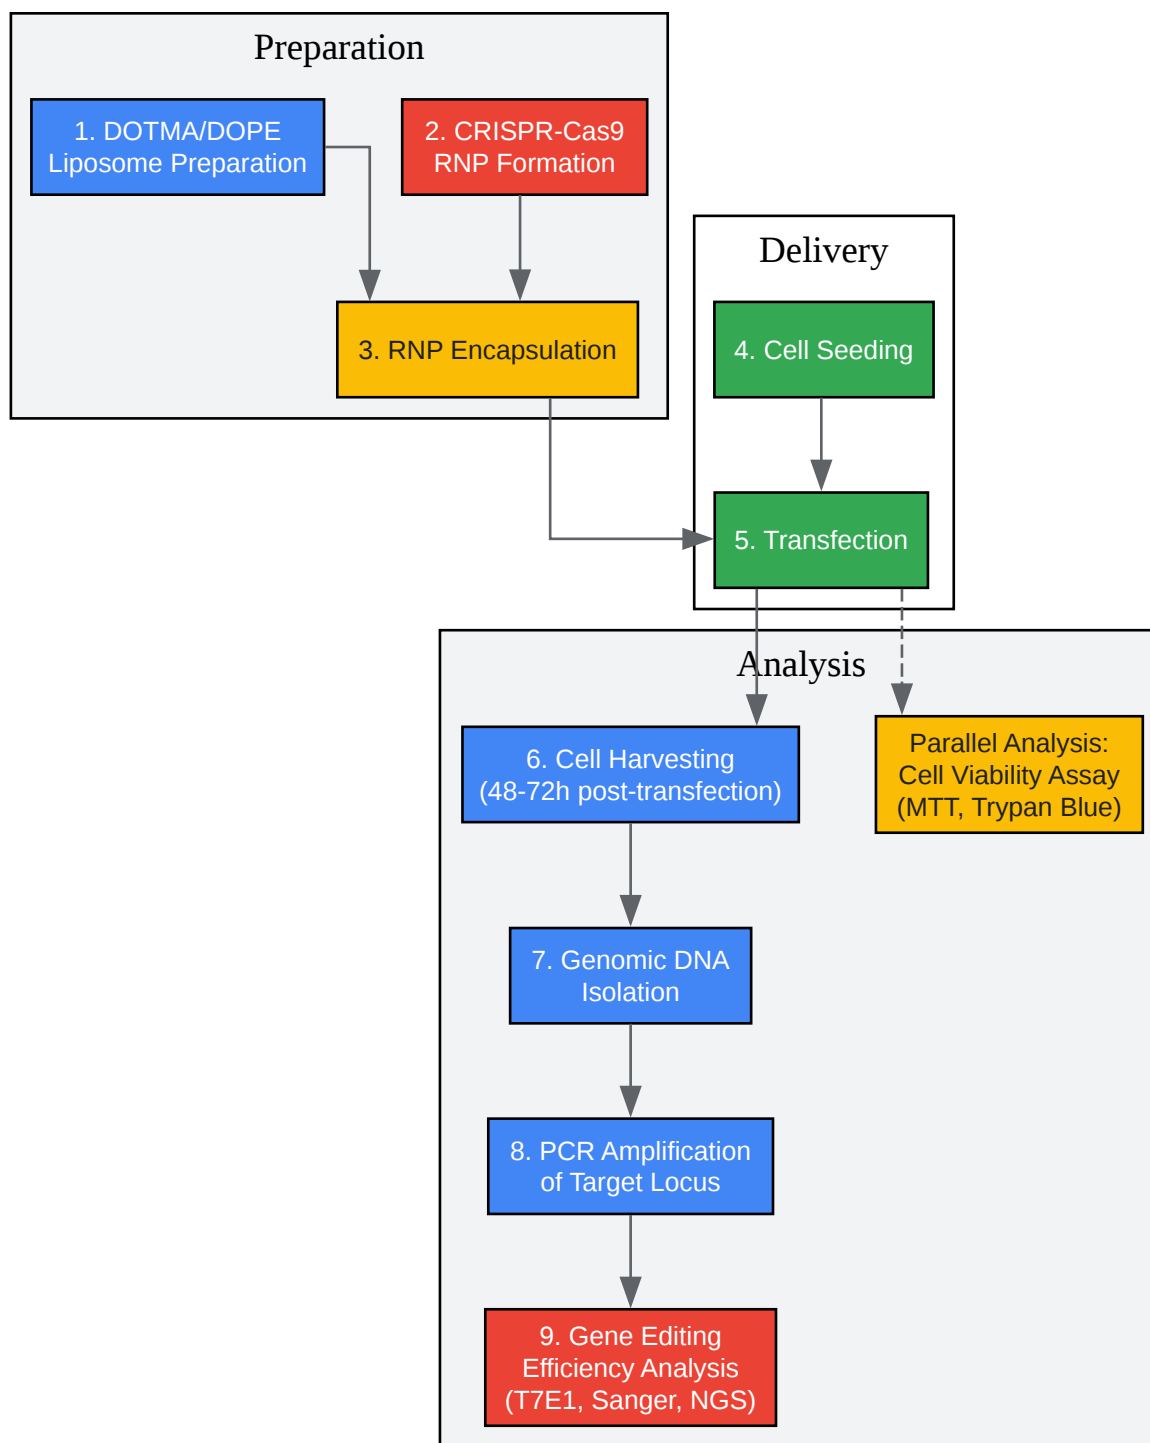 Preparation
1. DOTMA/DOPE
Liposome Preparation
2. CRISPR-Cas9
RNP Formation
3. RNP Encapsulation
Delivery
4. Cell Seeding
5. Transfection
Analysis
6. Cell Harvesting
(48-72h post-transfection)
Parallel Analysis:
Cell Viability Assay
(MTT, Trypan Blue)
7. Genomic DNA
Isolation
8. PCR Amplification
of Target Locus
9. Gene Editing
Efficiency Analysis
(T7E1, Sanger, NGS)